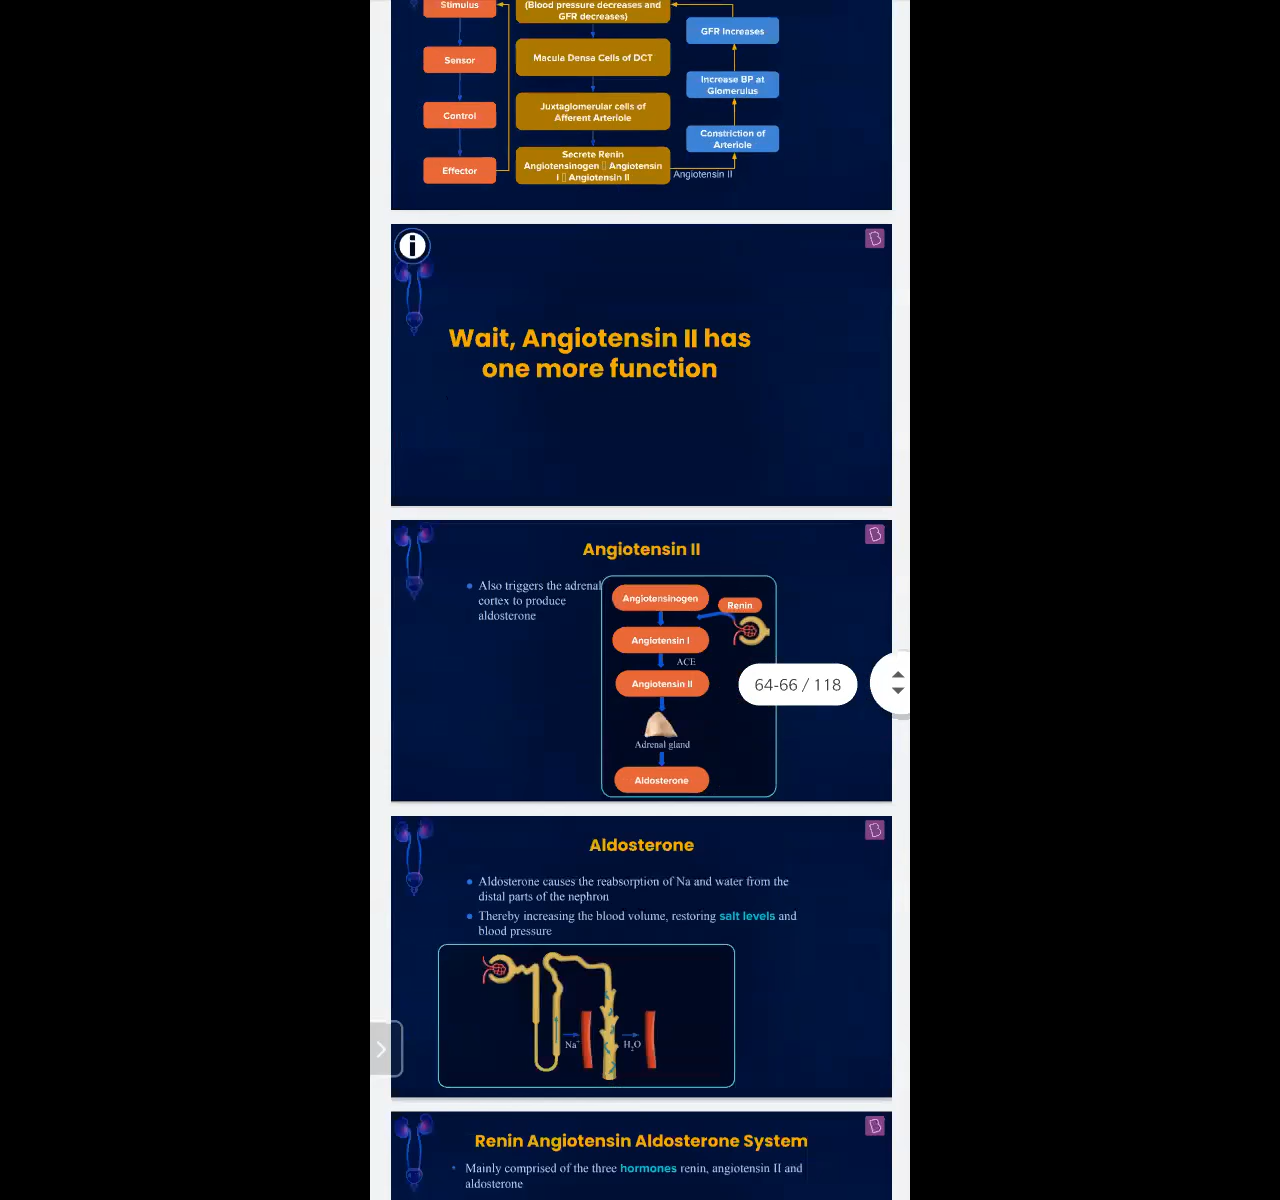 Stimulus
(Blood pressure decreases and
GFR decreases)
GFR Increases
Sensor
Macula Densa Cells of DCT
Increase BP at
Glomerulus
Control
Juxtaglomerular cells of
Afferent Arteriole
Constriction of
Arteriole
Effector
Secrete Renin
Angiotensinogen ▯ Angiotensin
I ▯ Angiotensin II
Angiotensin II
Wait, Angiotensin II has
one more function
Angiotensin II
Also triggers the adrenal
cortex to produce
aldosterone
Angiotensinogen
Renin
Angiotensin I
ACE
Angiotensin II
Adrenal gland
Aldosterone
64-66 / 118
Aldosterone
Aldosterone causes the reabsorption of Na and water from the
distal parts of the nephron
Thereby increasing the blood volume, restoring salt levels and
blood pressure
Na⁺
H₂O
Renin Angiotensin Aldosterone System
Mainly comprised of the three hormones renin, angiotensin II and
aldosterone